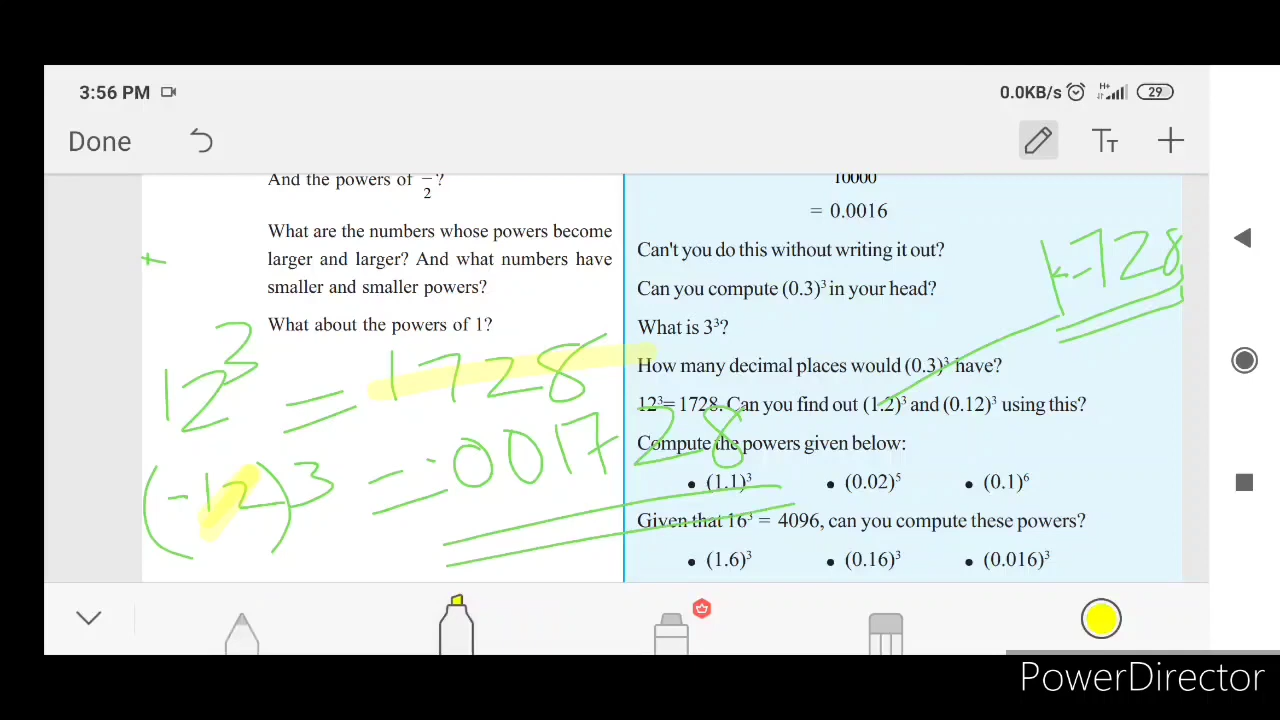 3:56 PM
0.0KB/s H+ 29
Done
And the powers of –/2?
What are the numbers whose powers become
larger and larger? And what numbers have
smaller and smaller powers?
What about the powers of 1?
12³ = 1728
(·12)³ = ·001728
10000
= 0.0016
Can't you do this without writing it out?
Can you compute (0.3)³ in your head?
1·728
What is 3³?
How many decimal places would (0.3)³ have?
12³= 1728. Can you find out (1.2)³ and (0.12)³ using this?
Compute the powers given below:
• (1.1)³ • (0.02)⁵ • (0.1)⁶
Given that 16³ = 4096, can you compute these powers?
• (1.6)³ • (0.16)³ • (0.016)³
PowerDirector